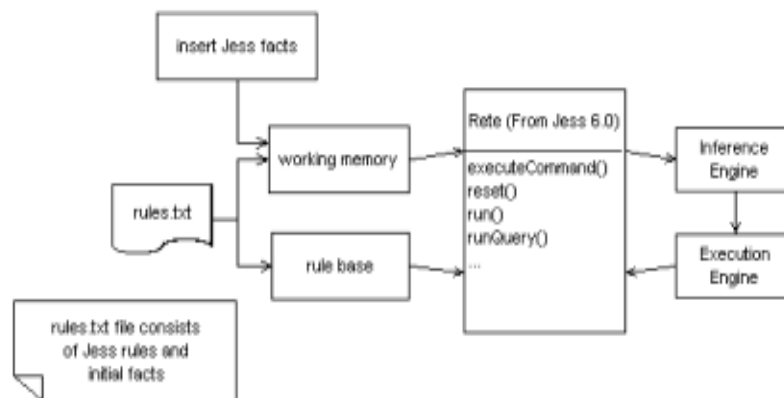 insert Jess facts
Rete (From Jess 6.0)
working memory
executeCommand()
reset()
run()
runQuery()
...
Inference
Engine
rules.txt
rule base
Execution
Engine
rules.txt file consists
of Jess rules and
initial facts